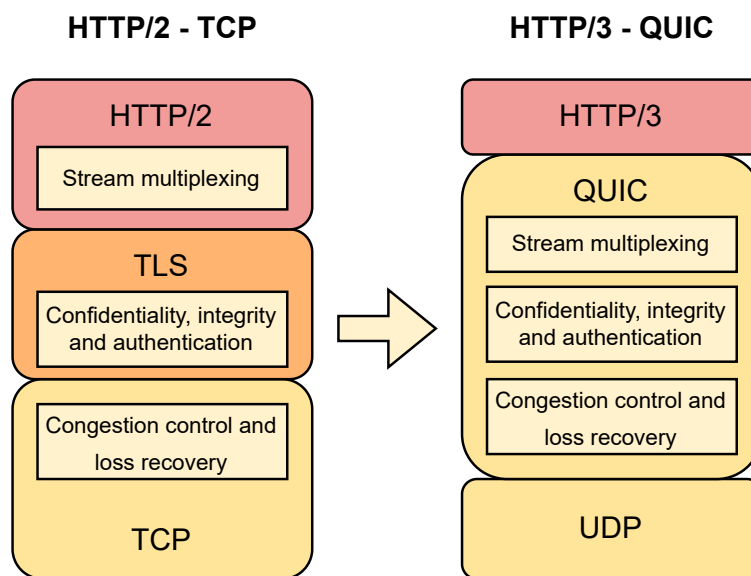 HTTP/2 - TCP
HTTP/2
Stream multiplexing
TLS
Confidentiality, integrity
and authentication
Congestion control and
loss recovery
TCP
HTTP/3 - QUIC
HTTP/3
QUIC
Stream multiplexing
Confidentiality, integrity
and authentication
Congestion control and
loss recovery
UDP